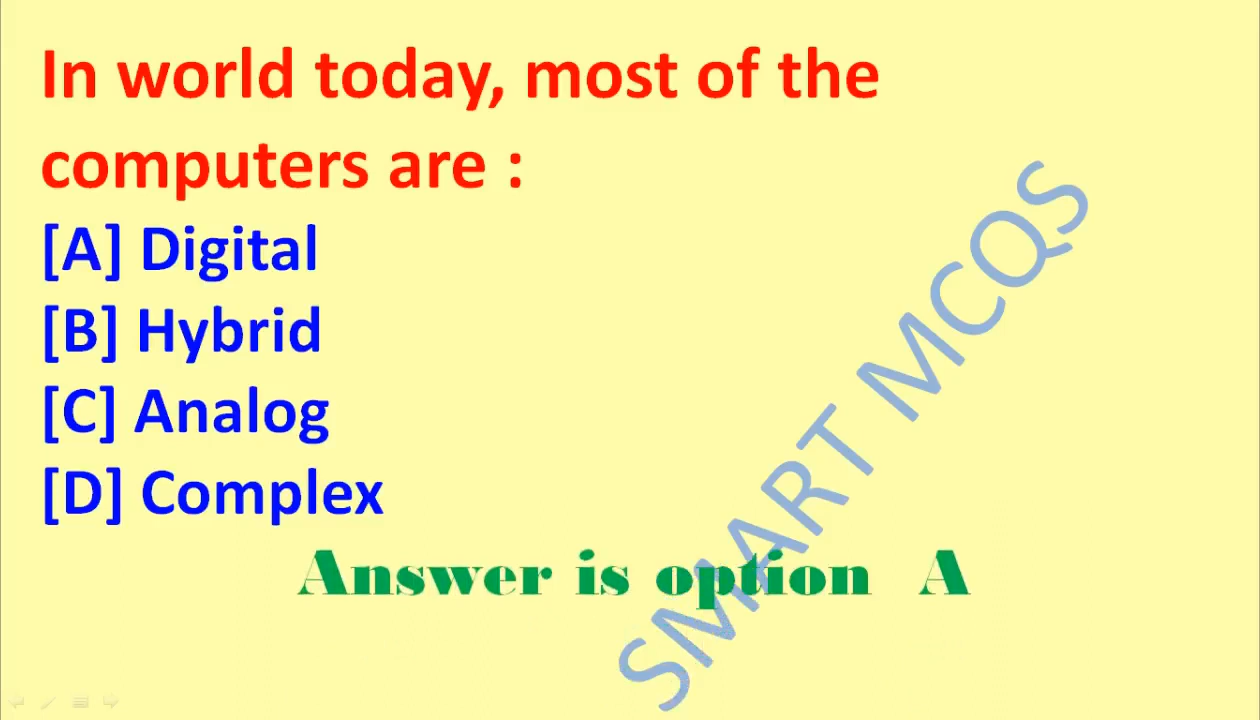 In world today, most of the
computers are :
[A] Digital
[B] Hybrid
[C] Analog
[D] Complex
Answer is option A
SMART MCQS